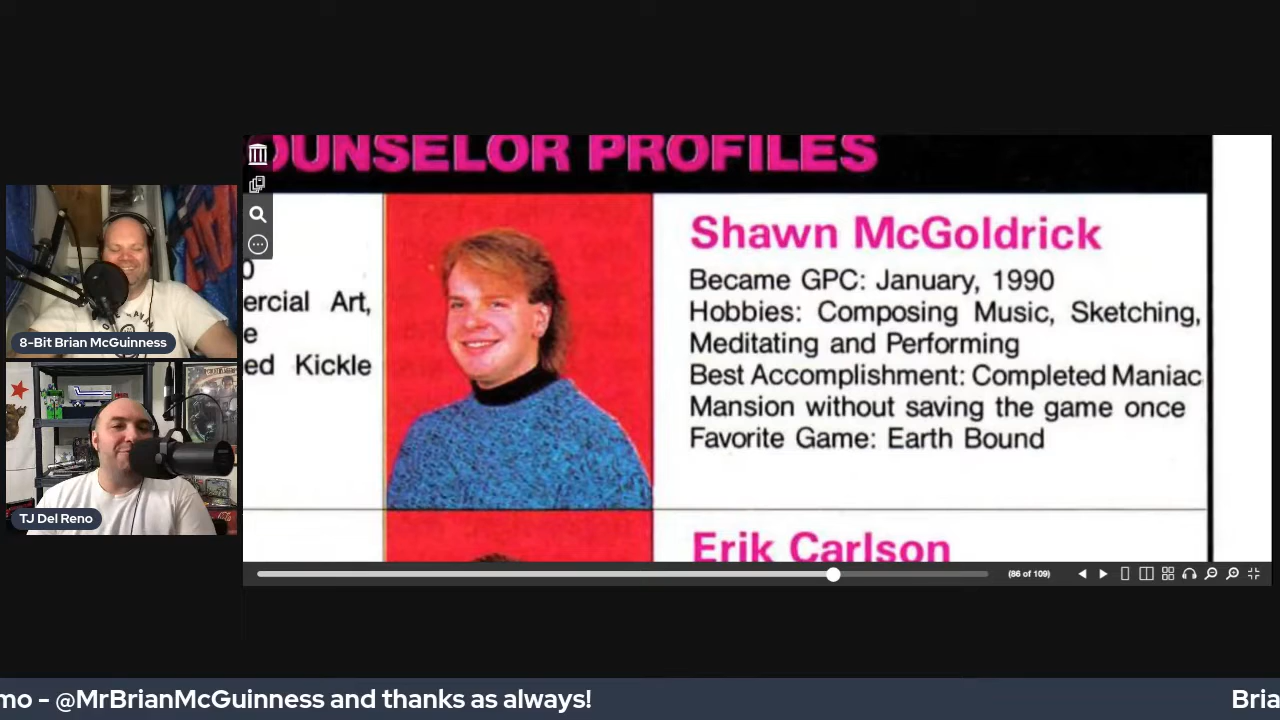 OUNSELOR PROFILES
0
ercial Art,
e
ed Kickle
Shawn McGoldrick
Became GPC: January, 1990
Hobbies: Composing Music, Sketching,
Meditating and Performing
Best Accomplishment: Completed Maniac
Mansion without saving the game once
Favorite Game: Earth Bound
Erik Carlson
8-Bit Brian McGuinness
TJ Del Reno
(86 of 109)
mo - @MrBrianMcGuinness and thanks as always!
Bria